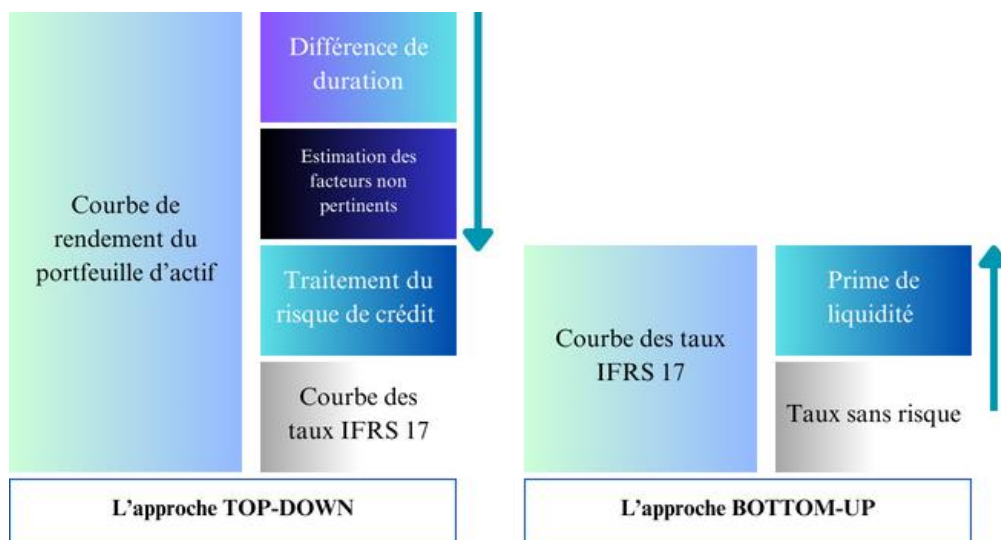 Courbe de
rendement du
portfeuille d’actif
Différence de
duration
Estimation des
facteurs non
pertinents
Traitement du
risque de crédit
Courbe des
taux IFRS 17
L’approche TOP-DOWN
Courbe des taux
IFRS 17
Prime de
liquidité
Taux sans risque
L’approche BOTTOM-UP